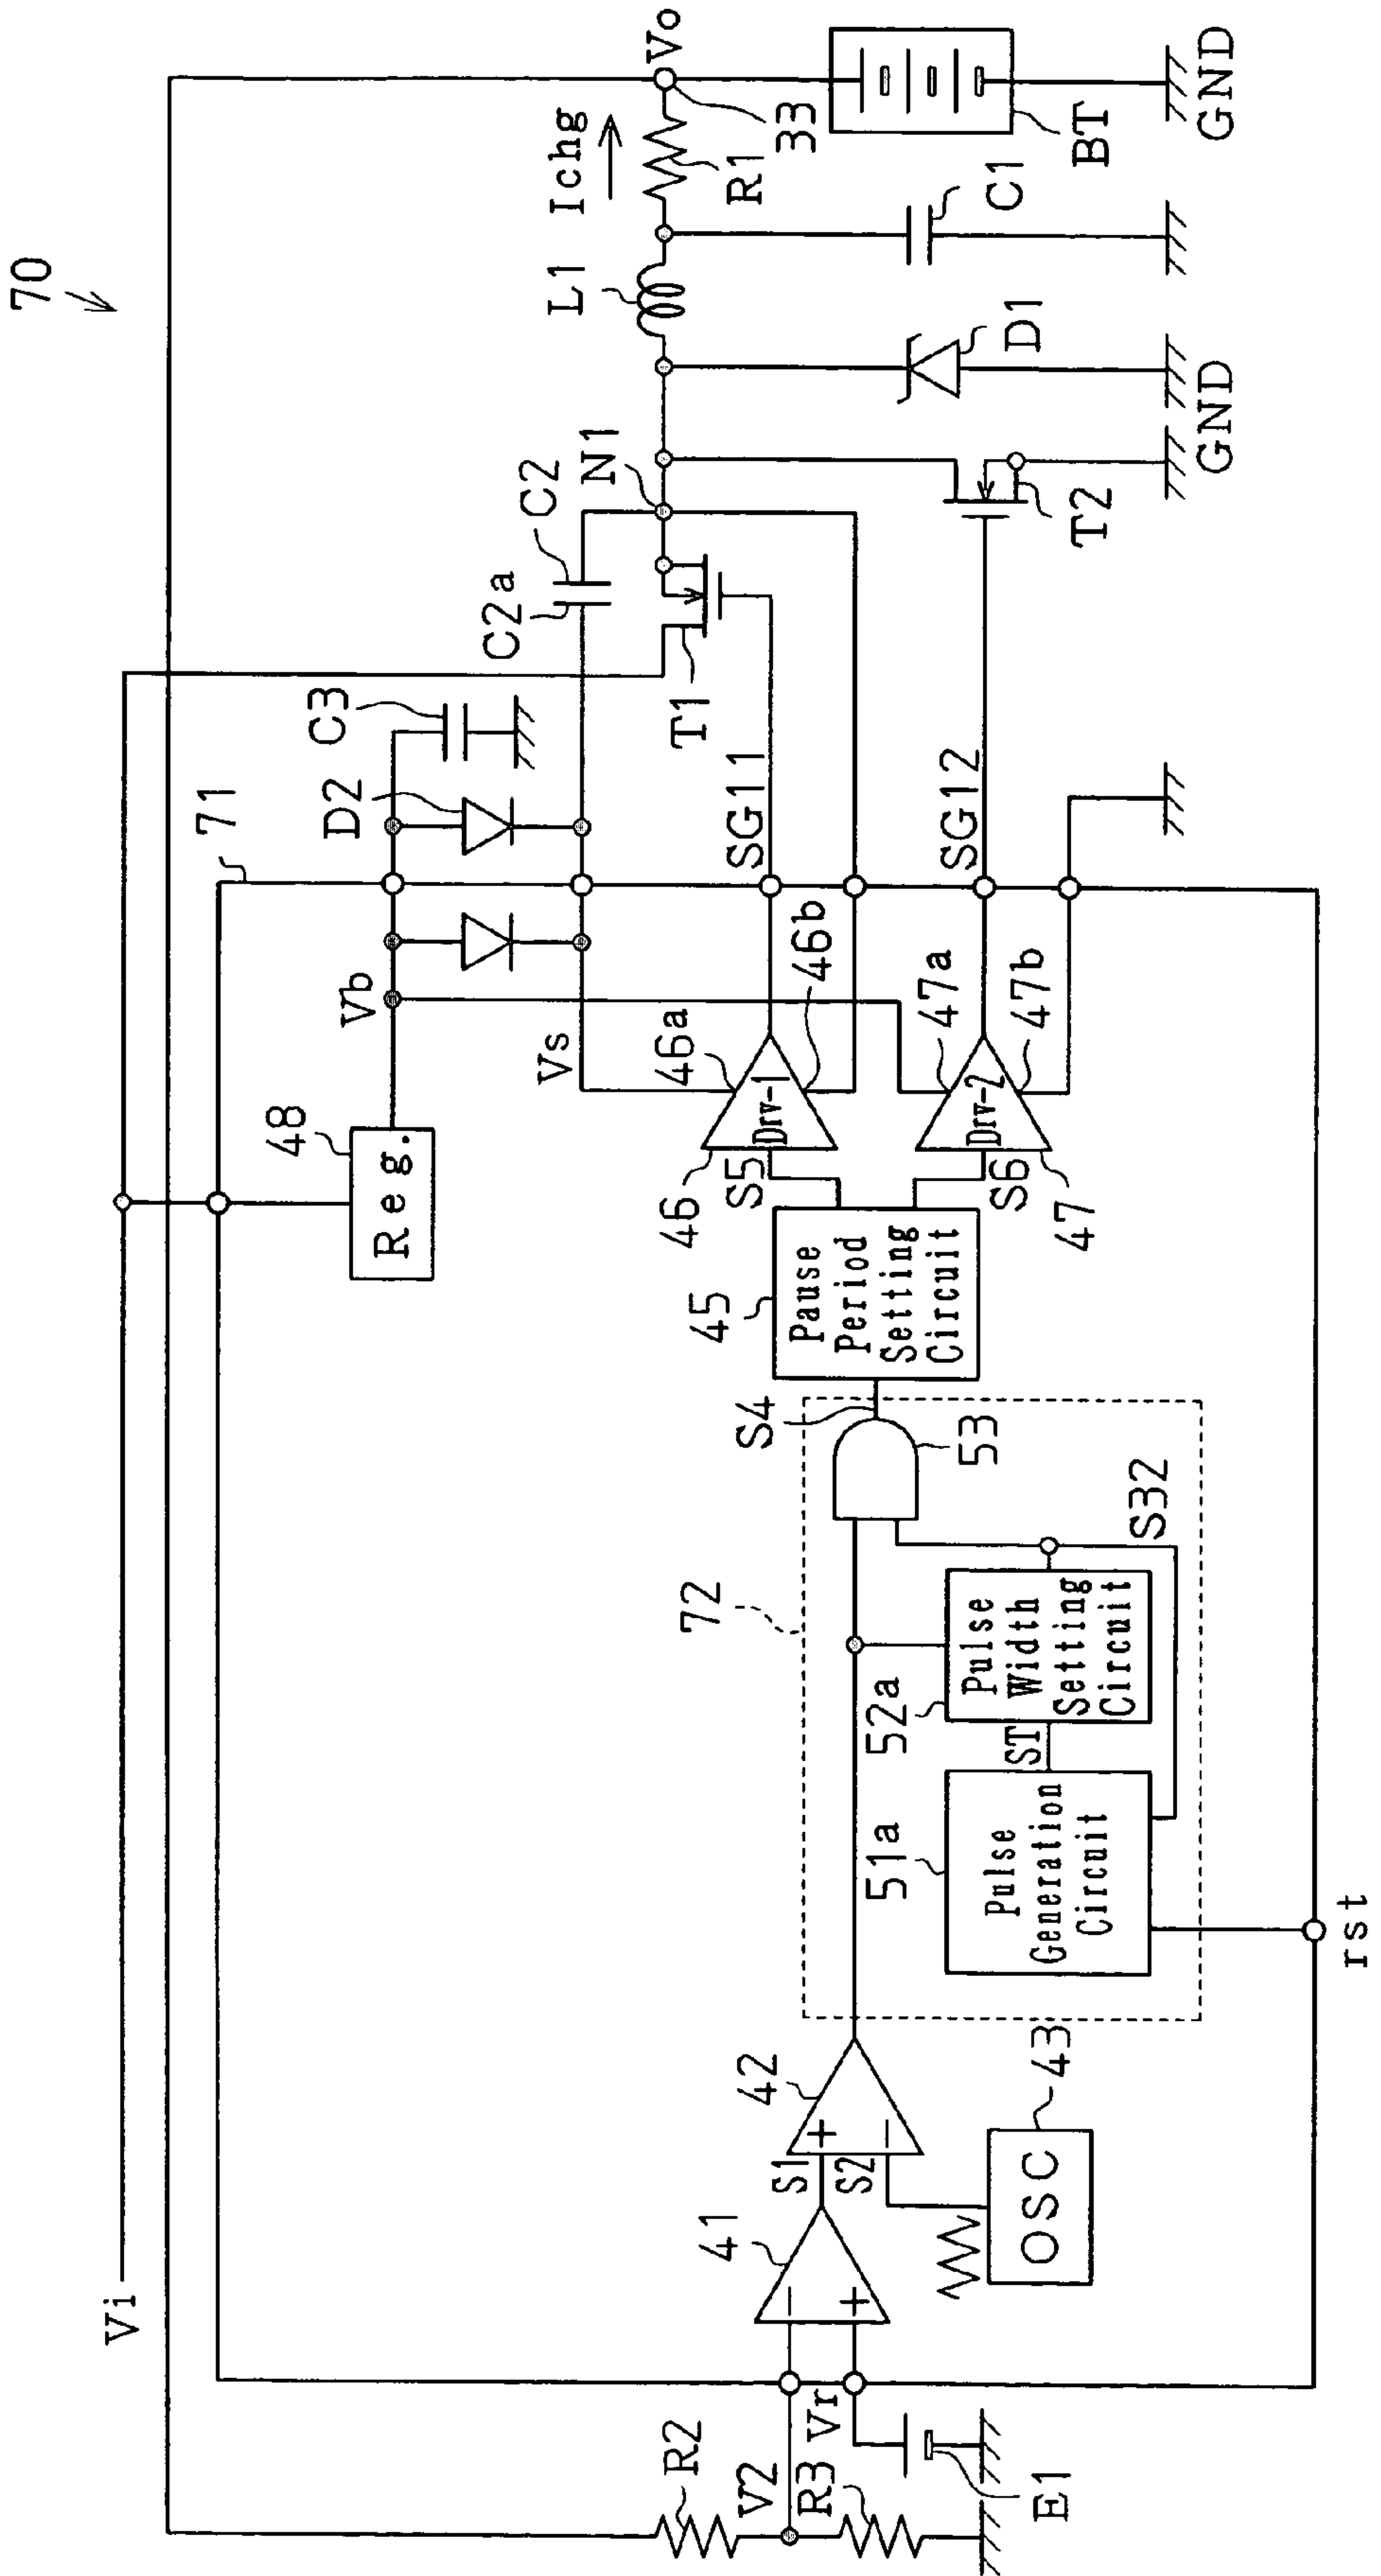 70
Vi
71
48
Reg.
Vb
D2
C3
Vs
C2a
C2
N1
L1
Ichg
Vo
R1
33
46a
46
S5
Drv-1
46b
SG11
T1
45
Pause
Period
Setting
Circuit
S6
Drv-2
47
47a
47b
SG12
T2
GND
D1
C1
BT
GND
R2
V2
R3
Vr
E1
41
S1
S2
42
43
OSC
72
51a
Pulse
Generation
Circuit
ST
52a
Pulse
Width
Setting
Circuit
S32
53
S4
rst